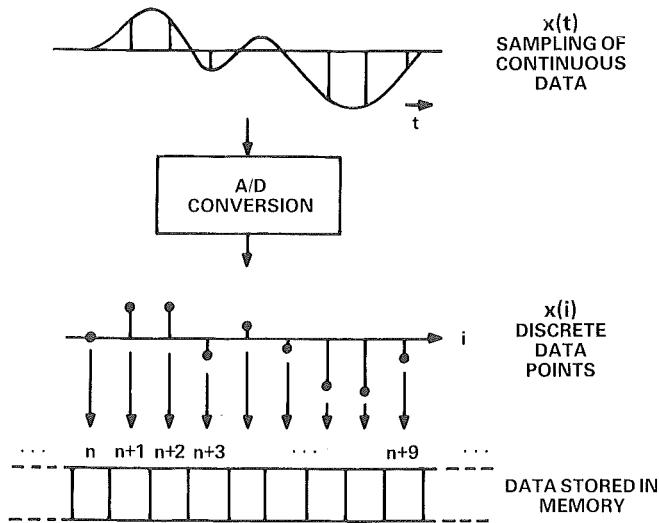 x(t)
SAMPLING OF
CONTINUOUS
DATA
t
A/D
CONVERSION
x(i)
DISCRETE
DATA
POINTS
i
... n n+1 n+2 n+3 ... n+9 ...
DATA STORED IN
MEMORY